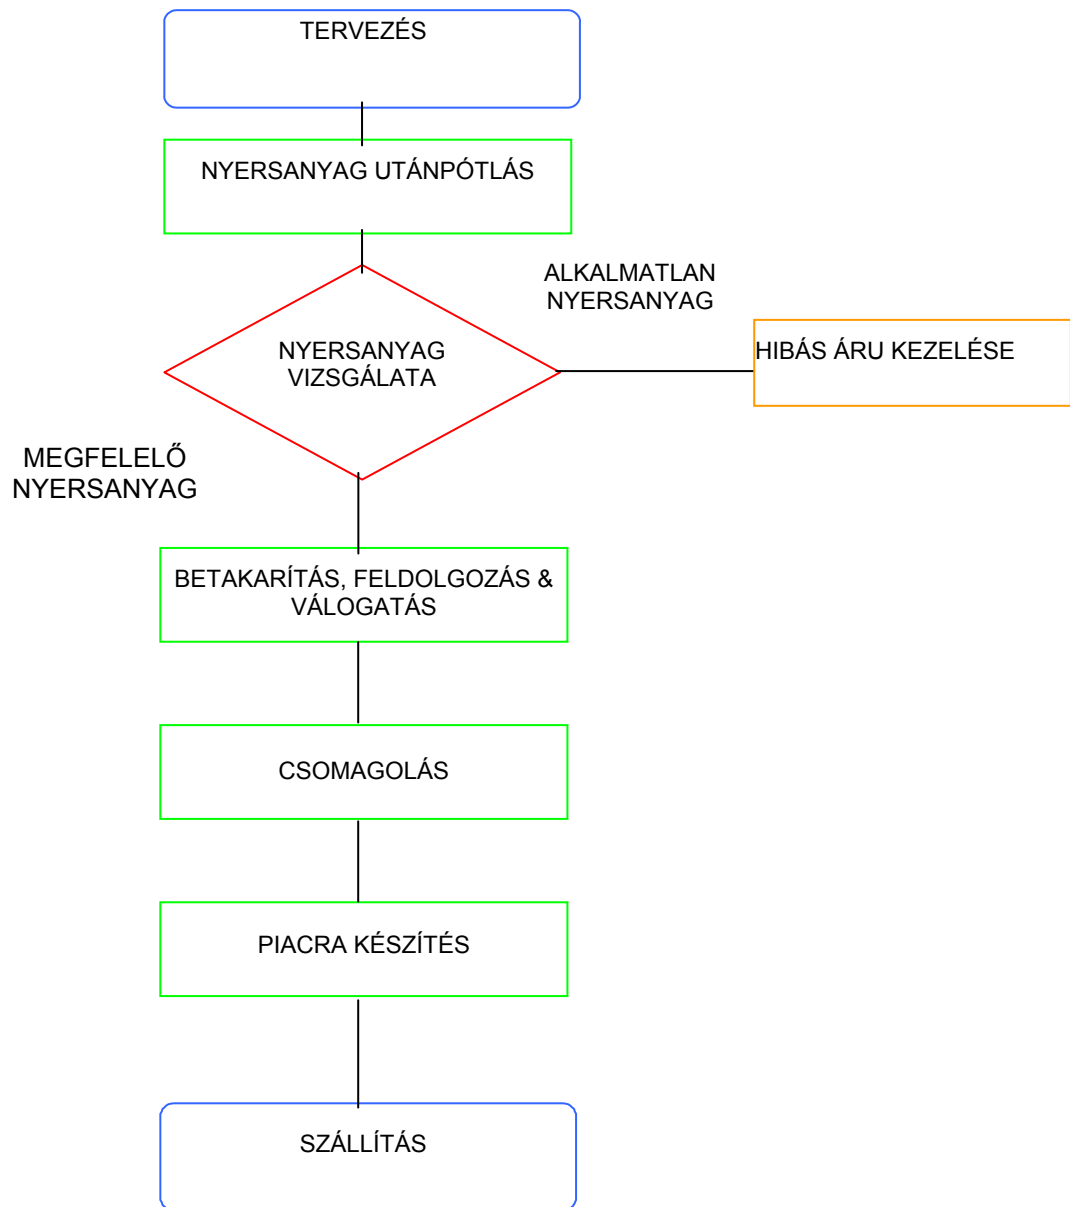 TERVEZÉS
NYERSANYAG UTÁNPÓTLÁS
ALKALMATLAN
NYERSANYAG
NYERSANYAG
VIZSGÁLATA
HIBÁS ÁRU KEZELÉSE
MEGFELELŐ
NYERSANYAG
BETAKARÍTÁS, FELDOLGOZÁS &
VÁLOGATÁS
CSOMAGOLÁS
PIACRA KÉSZÍTÉS
SZÁLLÍTÁS